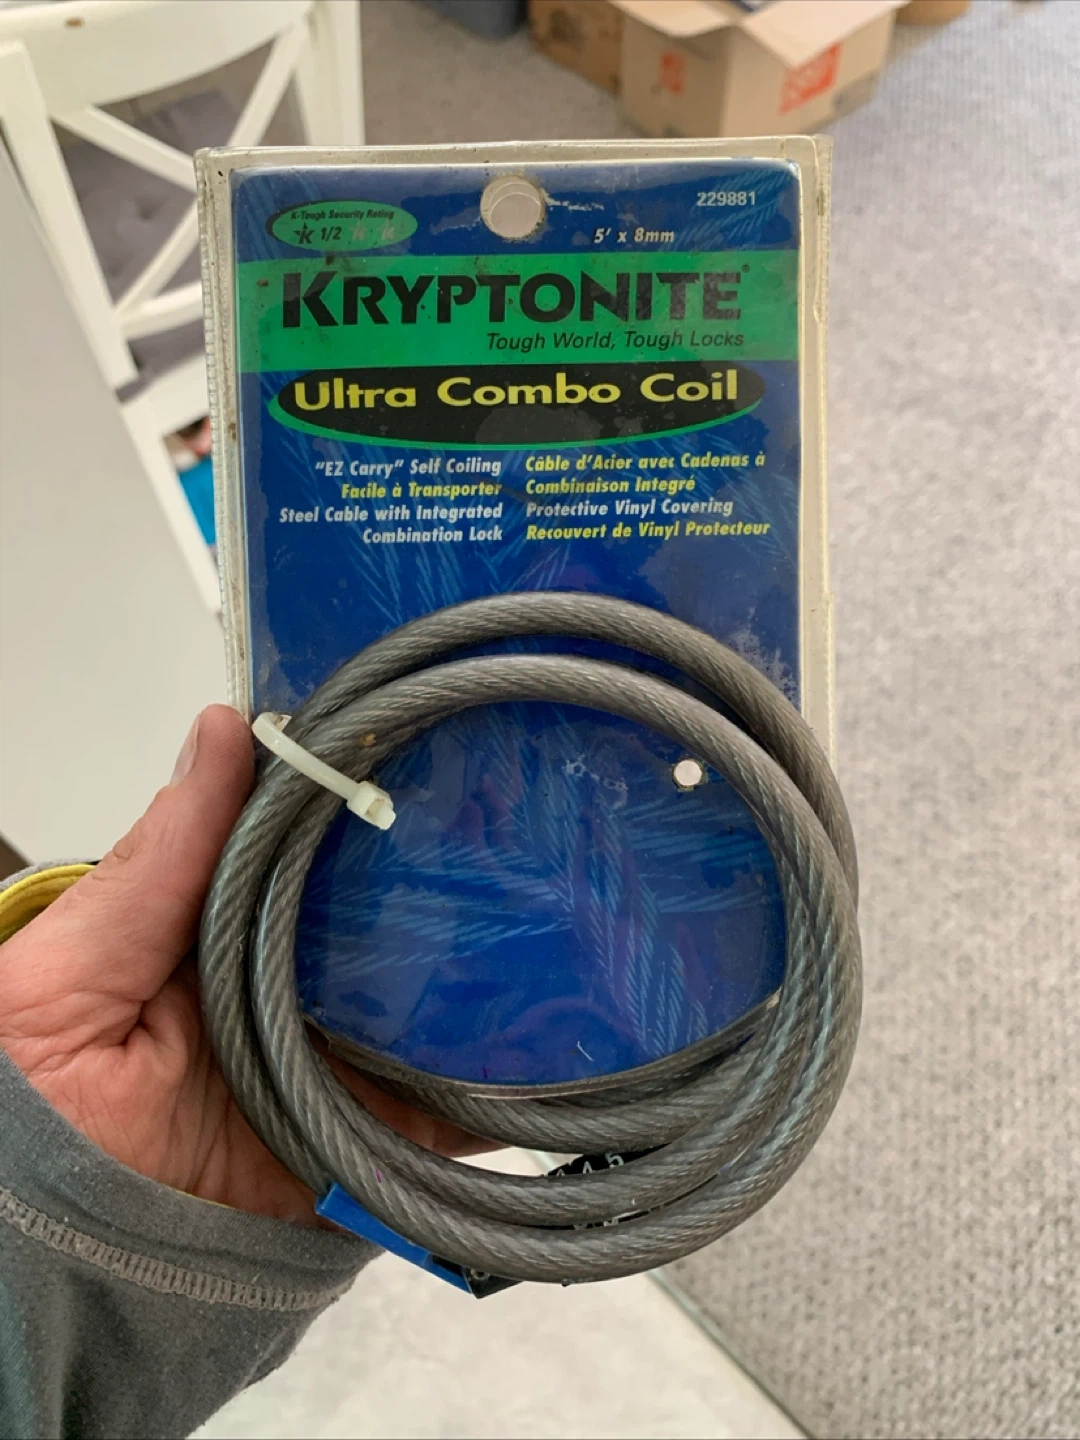 229881
K-Tough Security Rating
1/2
5' x 8mm
KRYPTONITE®
Tough World, Tough Locks
Ultra Combo Coil
"EZ Carry" Self Coiling
Facile à Transporter
Steel Cable with Integrated
Combination Lock
Câble d'Acier avec Cadenas à
Combinaison Integré
Protective Vinyl Covering
Recouvert de Vinyl Protecteur
4 5